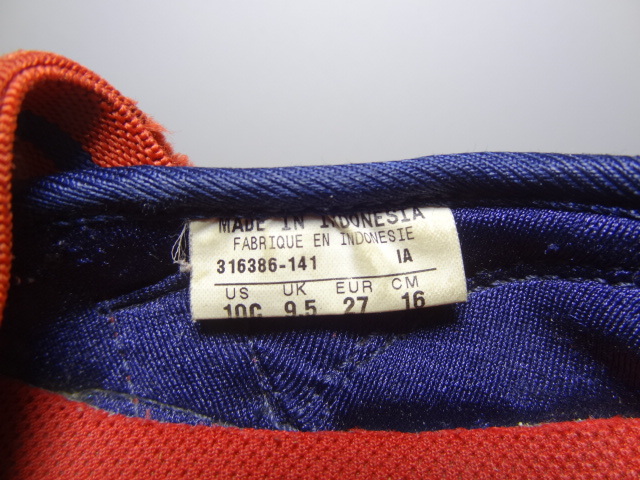 MADE IN INDONESIA
FABRIQUE EN INDONESIE
316386-141 IA
US UK EUR CM
10C 9.5 27 16